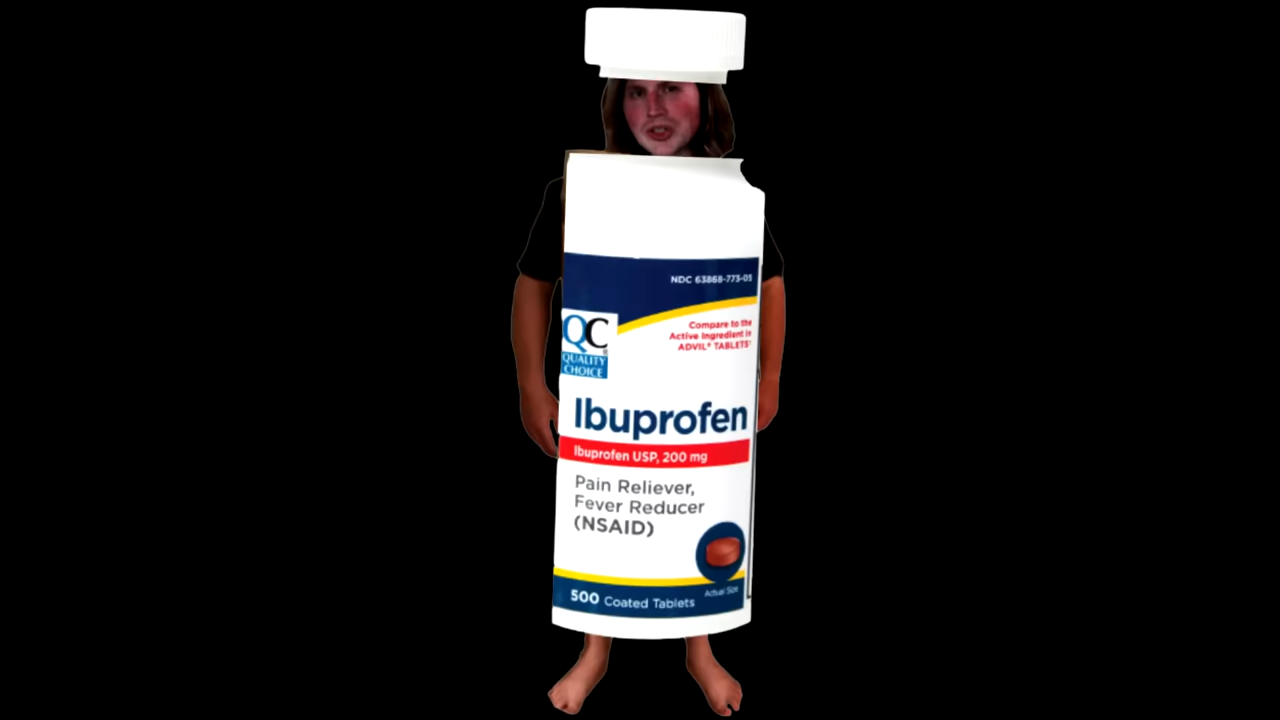 NDC 63868-773-05
Compare to the
Active Ingredient in
ADVIL® TABLETS*
QC®
QUALITY
CHOICE
Ibuprofen
Ibuprofen USP, 200 mg
Pain Reliever,
Fever Reducer
(NSAID)
Actual Size
500 Coated Tablets